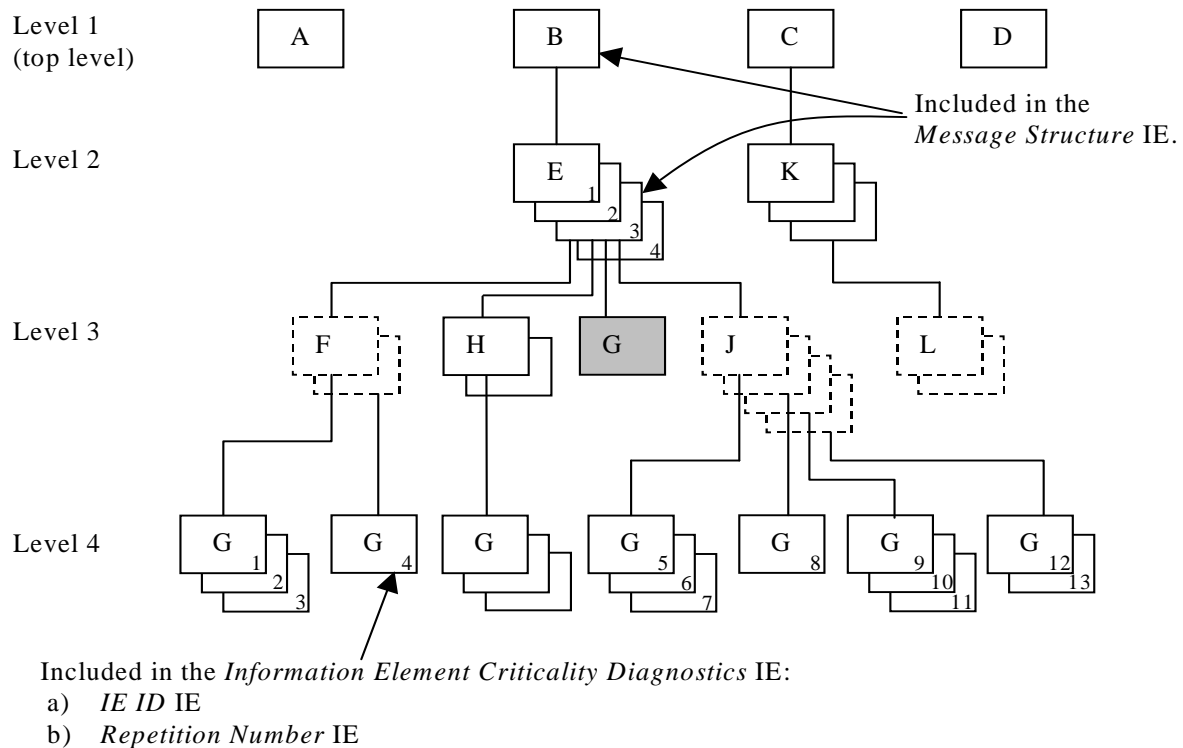 Level 1
(top level)
A
B
C
D
Included in the
Message Structure IE.
Level 2
E
1
2
3
4
K
Level 3
F
H
G
J
L
Level 4
G
1
2
3
G
4
G
G
5
6
7
G
8
G
9
10
11
G
12
13
Included in the Information Element Criticality Diagnostics IE:
a) IE ID IE
b) Repetition Number IE